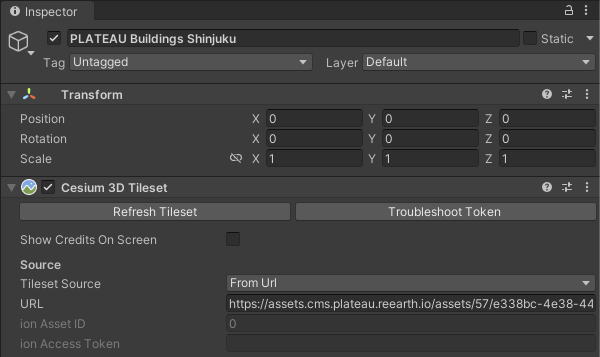 Inspector
PLATEAU Buildings Shinjuku Static
Tag Untagged Layer Default
Transform
Position X 0 Y 0 Z 0
Rotation X 0 Y 0 Z 0
Scale X 1 Y 1 Z 1
Cesium 3D Tileset
Refresh Tileset Troubleshoot Token
Show Credits On Screen
Source
Tileset Source From Url
URL https://assets.cms.plateau.reearth.io/assets/57/e338bc-4e38-44
ion Asset ID 0
ion Access Token